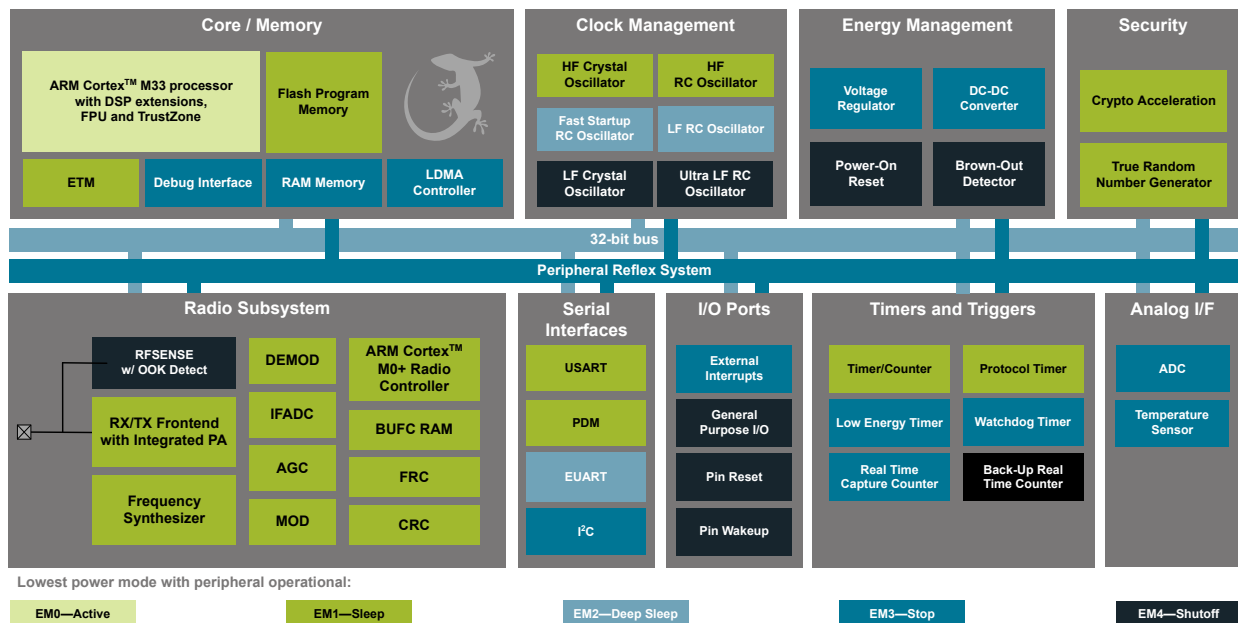 Core / Memory
ARM Cortex™ M33 processor
with DSP extensions,
FPU and TrustZone
Flash Program
Memory
ETM
Debug Interface
RAM Memory
LDMA
Controller
Clock Management
HF Crystal
Oscillator
HF
RC Oscillator
Fast Startup
RC Oscillator
LF RC Oscillator
LF Crystal
Oscillator
Ultra LF RC
Oscillator
Energy Management
Voltage
Regulator
DC-DC
Converter
Power-On
Reset
Brown-Out
Detector
Security
Crypto Acceleration
True Random
Number Generator
32-bit bus
Peripheral Reflex System
Radio Subsystem
RFSENSE
w/ OOK Detect
RX/TX Frontend
with Integrated PA
Frequency
Synthesizer
DEMOD
IFADC
AGC
MOD
ARM Cortex™
M0+ Radio
Controller
BUFC RAM
FRC
CRC
Serial
Interfaces
USART
PDM
EUART
I²C
I/O Ports
External
Interrupts
General
Purpose I/O
Pin Reset
Pin Wakeup
Timers and Triggers
Timer/Counter
Protocol Timer
Low Energy Timer
Watchdog Timer
Real Time
Capture Counter
Back-Up Real
Time Counter
Analog I/F
ADC
Temperature
Sensor
Lowest power mode with peripheral operational:
EM0—Active
EM1—Sleep
EM2—Deep Sleep
EM3—Stop
EM4—Shutoff